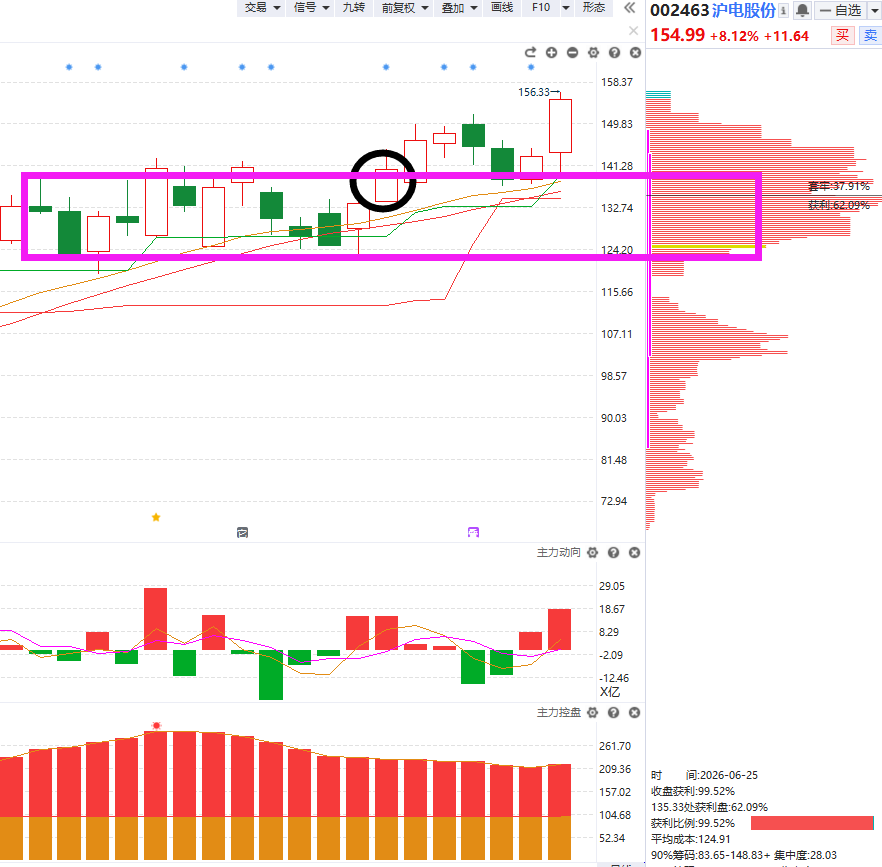 交易 信号 九转 前复权 叠加 画线 F10 形态
002463 沪电股份 自选
154.99 +8.12% +11.64 买 卖
158.37
156.33
149.83
141.28
套牢:37.91%
132.74
获利:62.09%
124.20
115.66
107.11
98.57
90.03
81.48
72.94
主力动向
29.05
18.67
8.29
-2.09
-12.46
X亿
主力控盘
261.70
209.36
157.02
104.68
52.34
时 间:2026-06-25
收盘获利:99.52%
135.33处获利盘:62.09%
获利比例:99.52%
平均成本:124.91
90%筹码:83.65-148.83+ 集中度:28.03